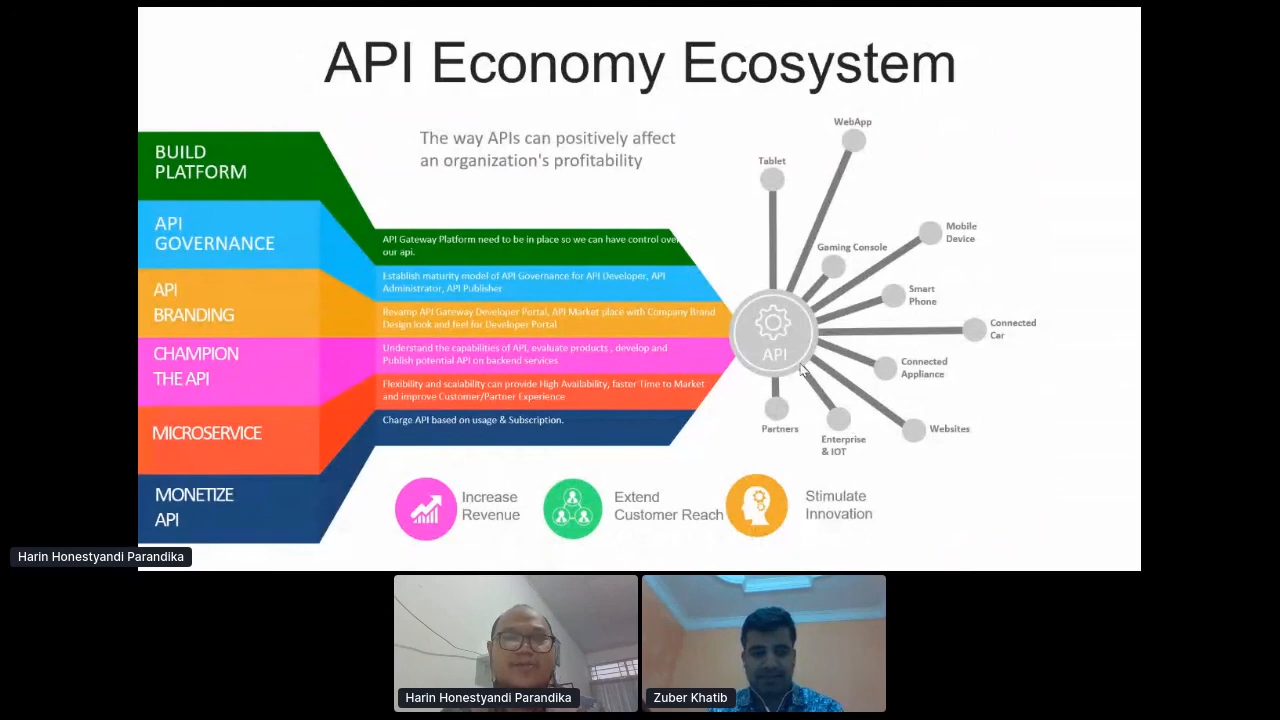 API Economy Ecosystem
The way APIs can positively affect
an organization's profitability
BUILD
PLATFORM
API
GOVERNANCE
API
BRANDING
CHAMPION
THE API
MICROSERVICE
MONETIZE
API
API Gateway Platform need to be in place so we can have control over
our api.
Establish maturity model of API Governance for API Developer, API
Administrator, API Publisher
Revamp API Gateway Developer Portal, API Market place with Company Brand
Design look and feel for Developer Portal
Understand the capabilities of API, evaluate products , develop and
Publish potential API on backend services
Flexibility and scalability can provide High Availability, faster Time to Market
and improve Customer/Partner Experience
Charge API based on usage & Subscription.
WebApp
Tablet
Mobile
Device
Gaming Console
Smart
Phone
Connected
Car
API
Connected
Appliance
Partners
Enterprise
& IOT
Websites
Increase
Revenue
Extend
Customer Reach
Stimulate
Innovation
Harin Honestyandi Parandika
Harin Honestyandi Parandika
Zuber Khatib